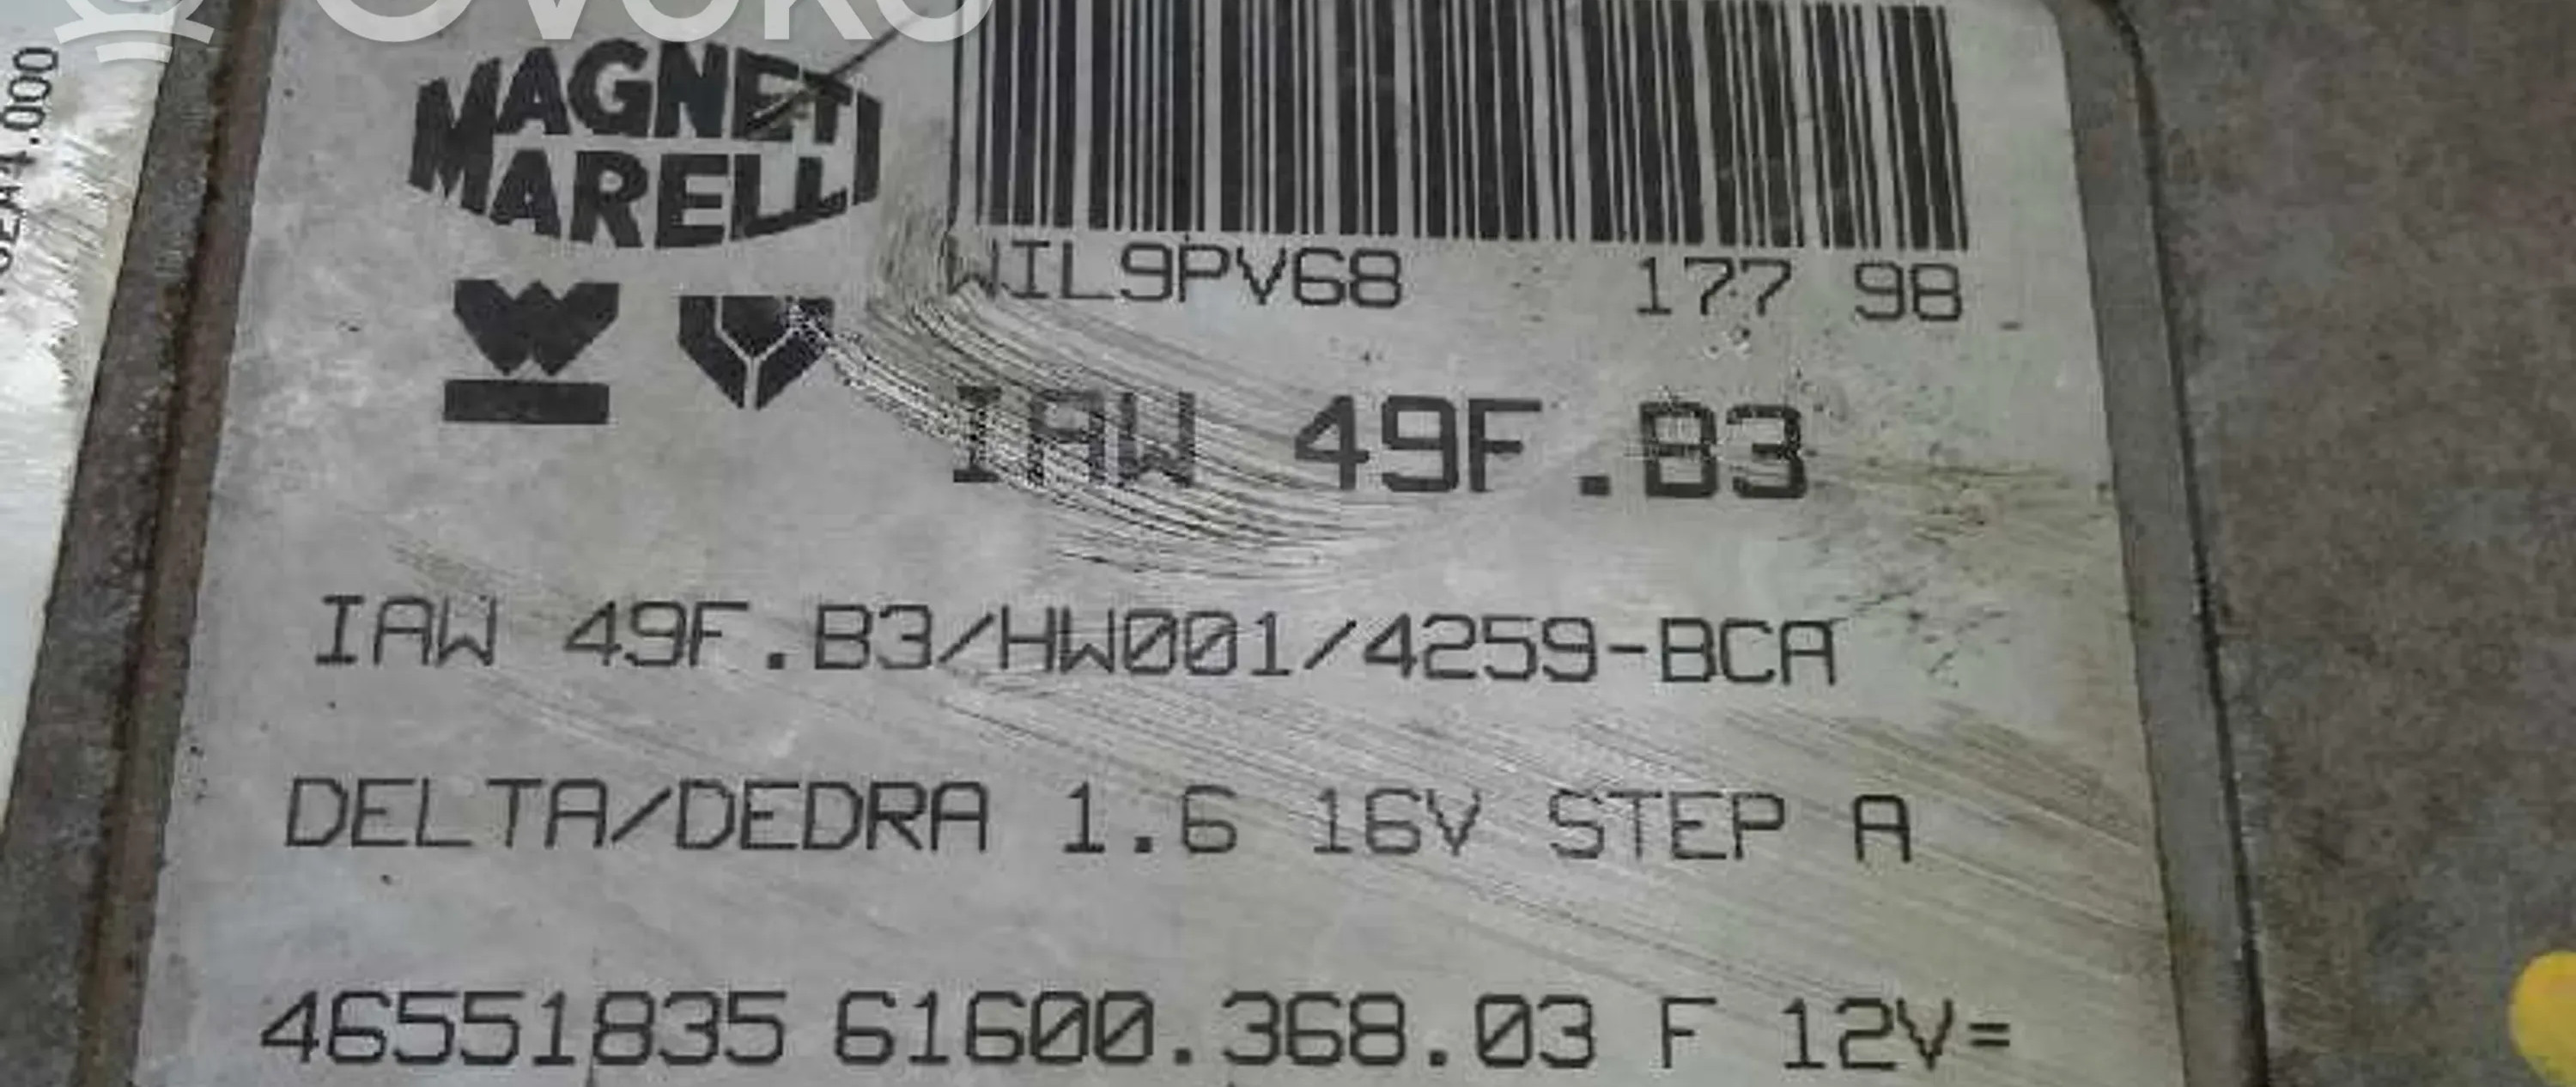 OVOKO
MAGNETI
MARELLI
WIL9PV68 177 98
IAW 49F.B3
IAW 49F.B3/HW001/4259-BCA
DELTA/DEDRA 1.6 16V STEP A
46551835 61600.368.03 F 12V=